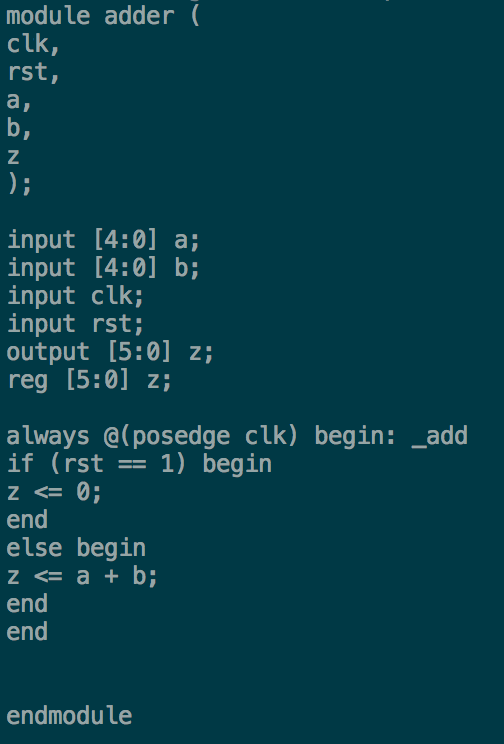 module adder (
clk,
rst,
a,
b,
z
);
input [4:0] a;
input [4:0] b;
input clk;
input rst;
output [5:0] z;
reg [5:0] z;
always @(posedge clk) begin: _add
if (rst == 1) begin
z <= 0;
end
else begin
z <= a + b;
end
end
endmodule